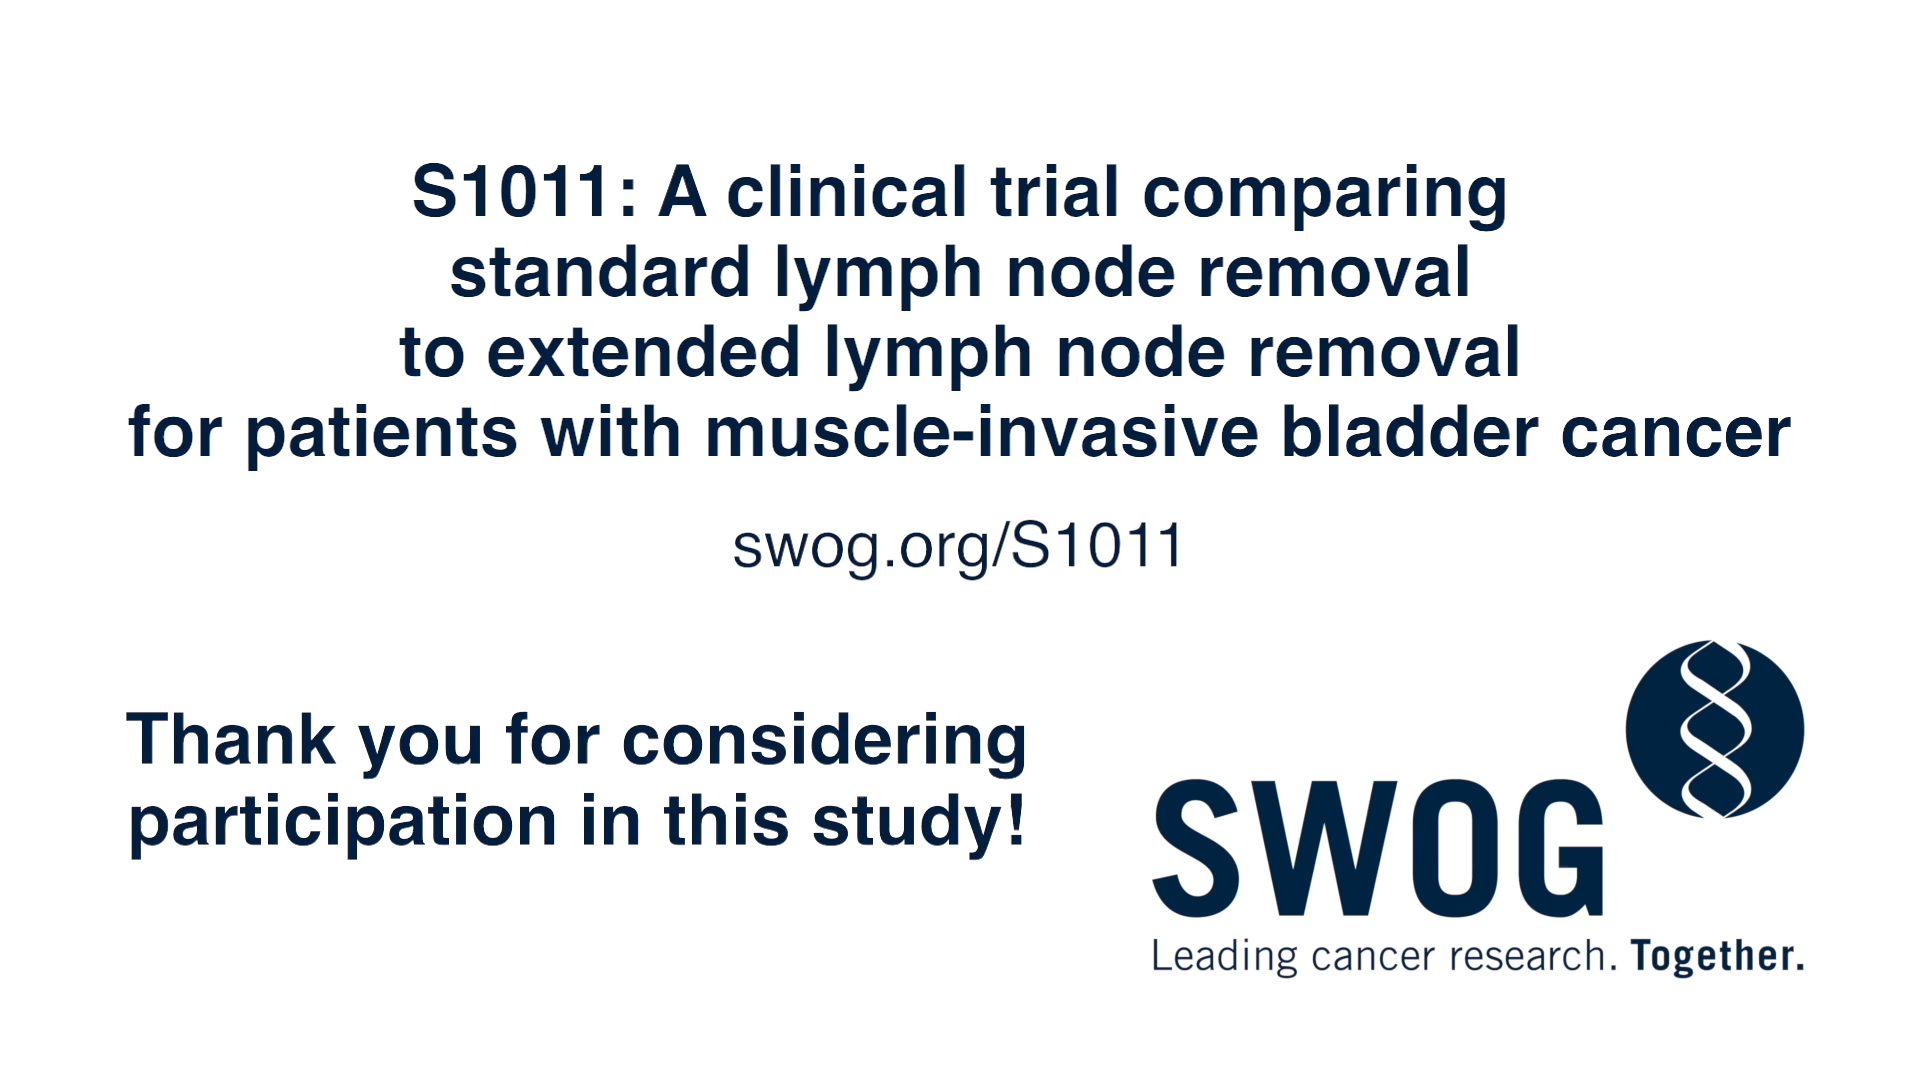 S1011: A clinical trial comparing
standard lymph node removal
to extended lymph node removal
for patients with muscle-invasive bladder cancer
swog.org/S1011
Thank you for considering
participation in this study!
SWOG
Leading cancer research. Together.